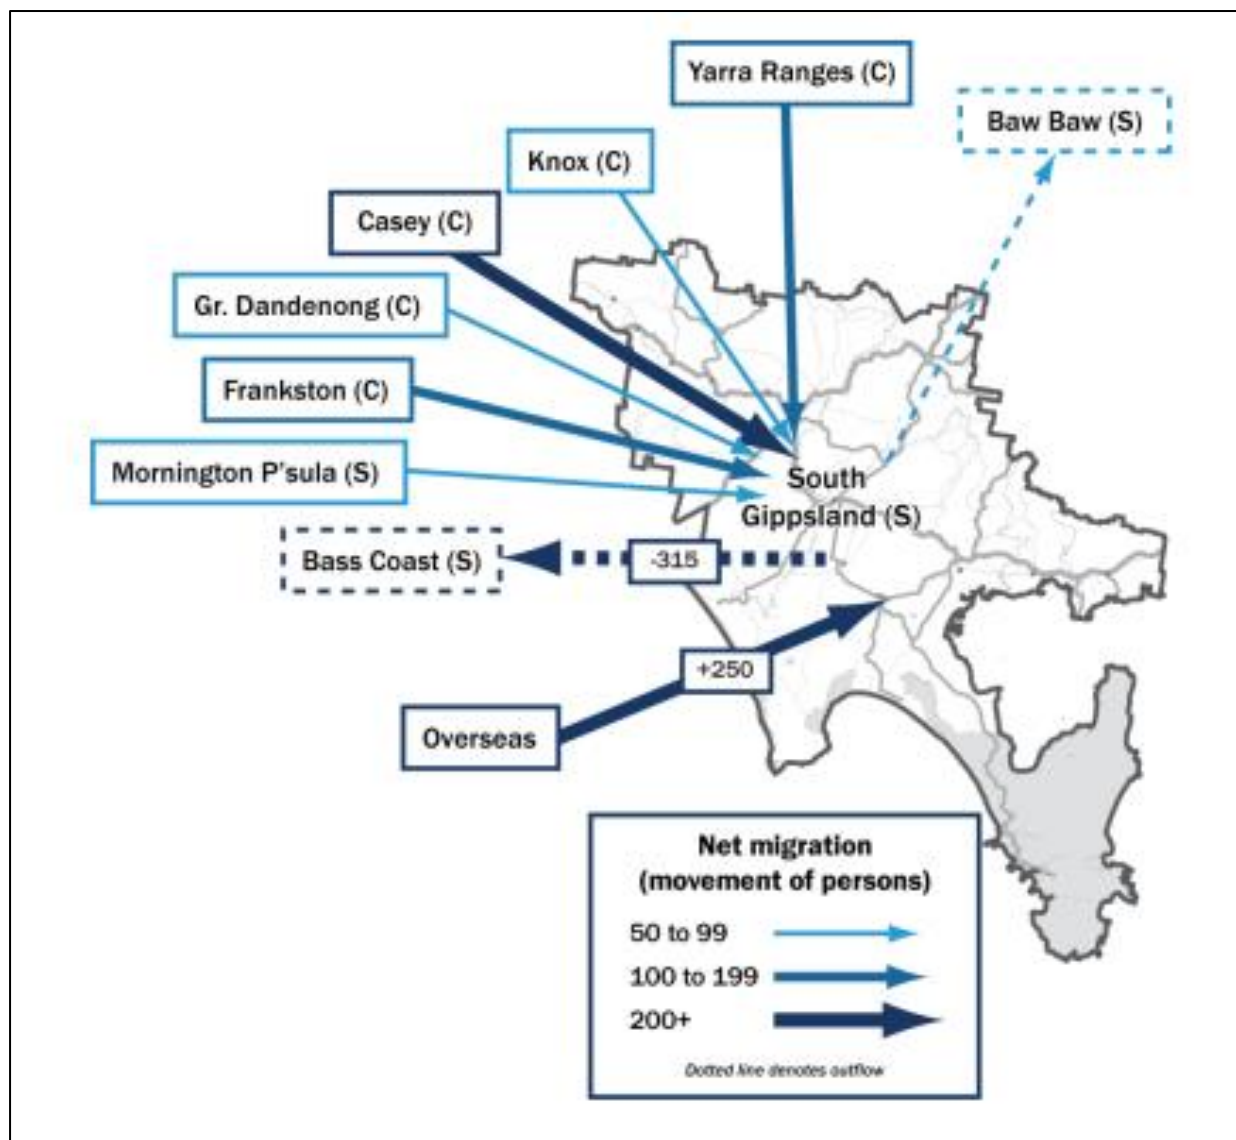 Yarra Ranges (C)
Baw Baw (S)
Knox (C)
Casey (C)
Gr. Dandenong (C)
Frankston (C)
Mornington P'sula (S)
South
Gippsland (S)
Bass Coast (S)
-315
+250
Overseas
Net migration
(movement of persons)
50 to 99
100 to 199
200+
Dotted line denotes outflow